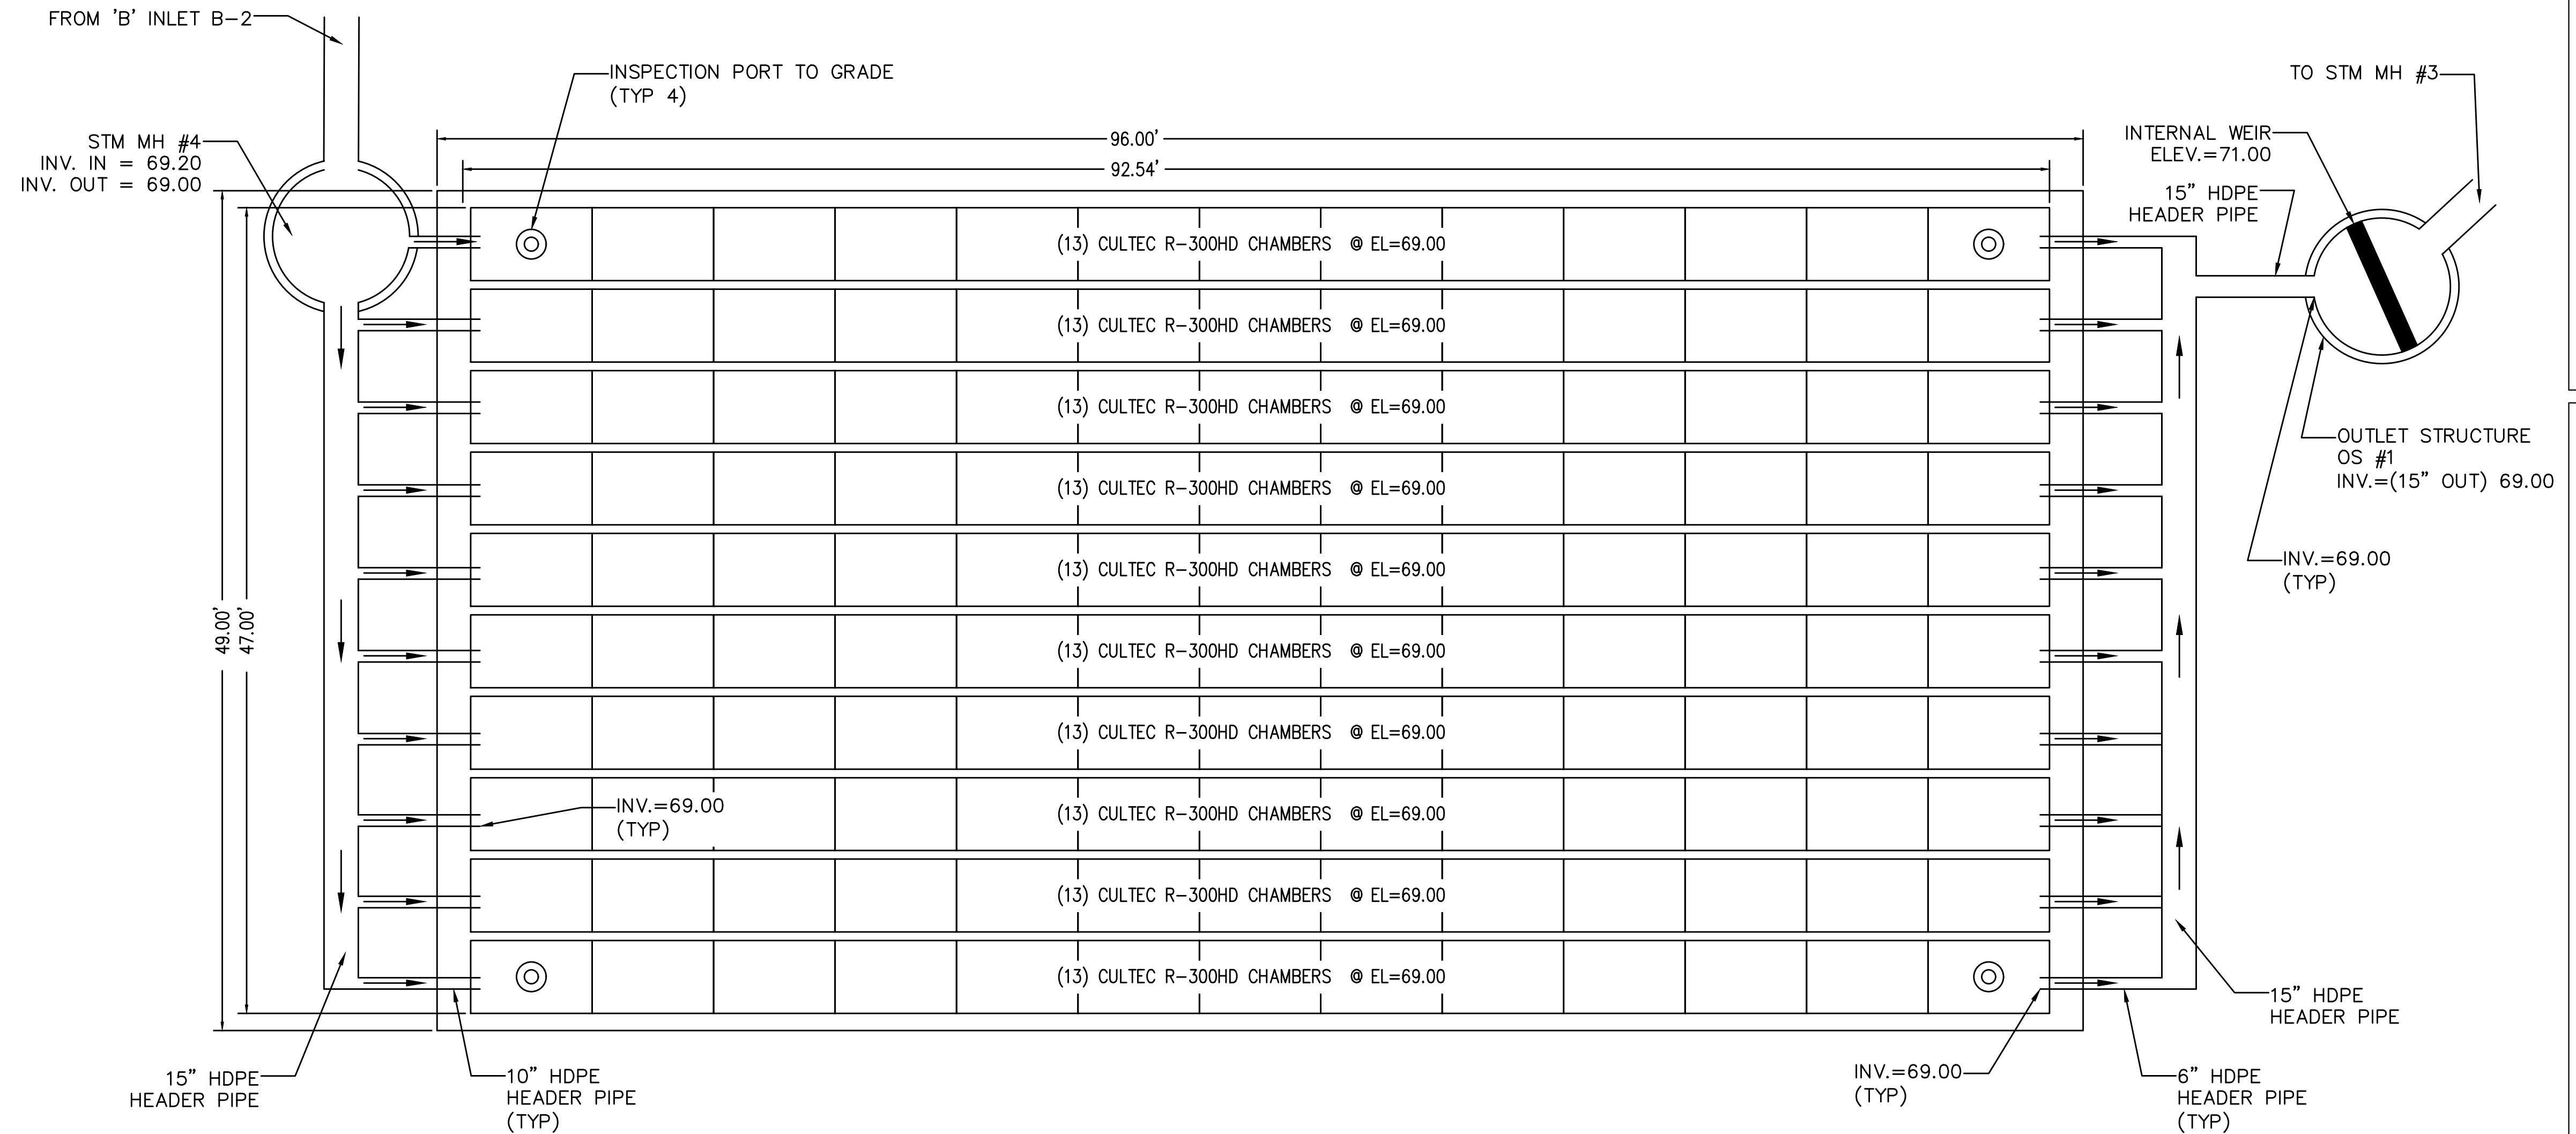 FROM 'B' INLET B-2
INSPECTION PORT TO GRADE
(TYP 4)
TO STM MH #3
STM MH #4
INV. IN = 69.20
INV. OUT = 69.00
96.00'
92.54'
INTERNAL WEIR
ELEV.=71.00
15" HDPE
HEADER PIPE
(13) CULTEC R-300HD CHAMBERS @ EL=69.00
(13) CULTEC R-300HD CHAMBERS @ EL=69.00
(13) CULTEC R-300HD CHAMBERS @ EL=69.00
(13) CULTEC R-300HD CHAMBERS @ EL=69.00
(13) CULTEC R-300HD CHAMBERS @ EL=69.00
(13) CULTEC R-300HD CHAMBERS @ EL=69.00
(13) CULTEC R-300HD CHAMBERS @ EL=69.00
(13) CULTEC R-300HD CHAMBERS @ EL=69.00
(13) CULTEC R-300HD CHAMBERS @ EL=69.00
(13) CULTEC R-300HD CHAMBERS @ EL=69.00
OUTLET STRUCTURE
OS #1
INV.=(15" OUT) 69.00
INV.=69.00
(TYP)
49.00'
47.00'
INV.=69.00
(TYP)
15" HDPE
HEADER PIPE
15" HDPE
HEADER PIPE
10" HDPE
HEADER PIPE
(TYP)
INV.=69.00
(TYP)
6" HDPE
HEADER PIPE
(TYP)